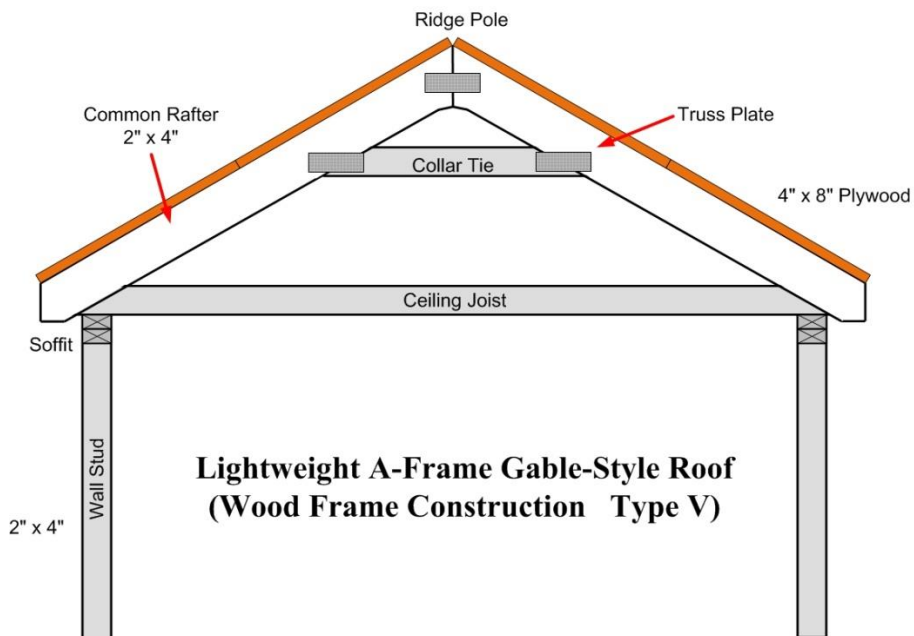 Ridge Pole
Common Rafter
2" x 4"
Truss Plate
Collar Tie
4" x 8" Plywood
Ceiling Joist
Soffit
Wall Stud
2" x 4"
Lightweight A-Frame Gable-Style Roof
(Wood Frame Construction   Type V)